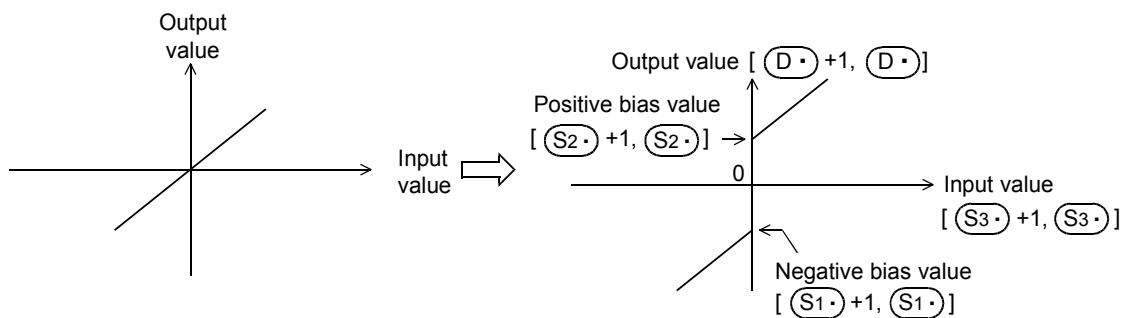 Output
value
Input
value
Output value [ D· +1, D· ]
Positive bias value
[ S2· +1, S2· ]
0
Input value
[ S3· +1, S3· ]
Negative bias value
[ S1· +1, S1· ]